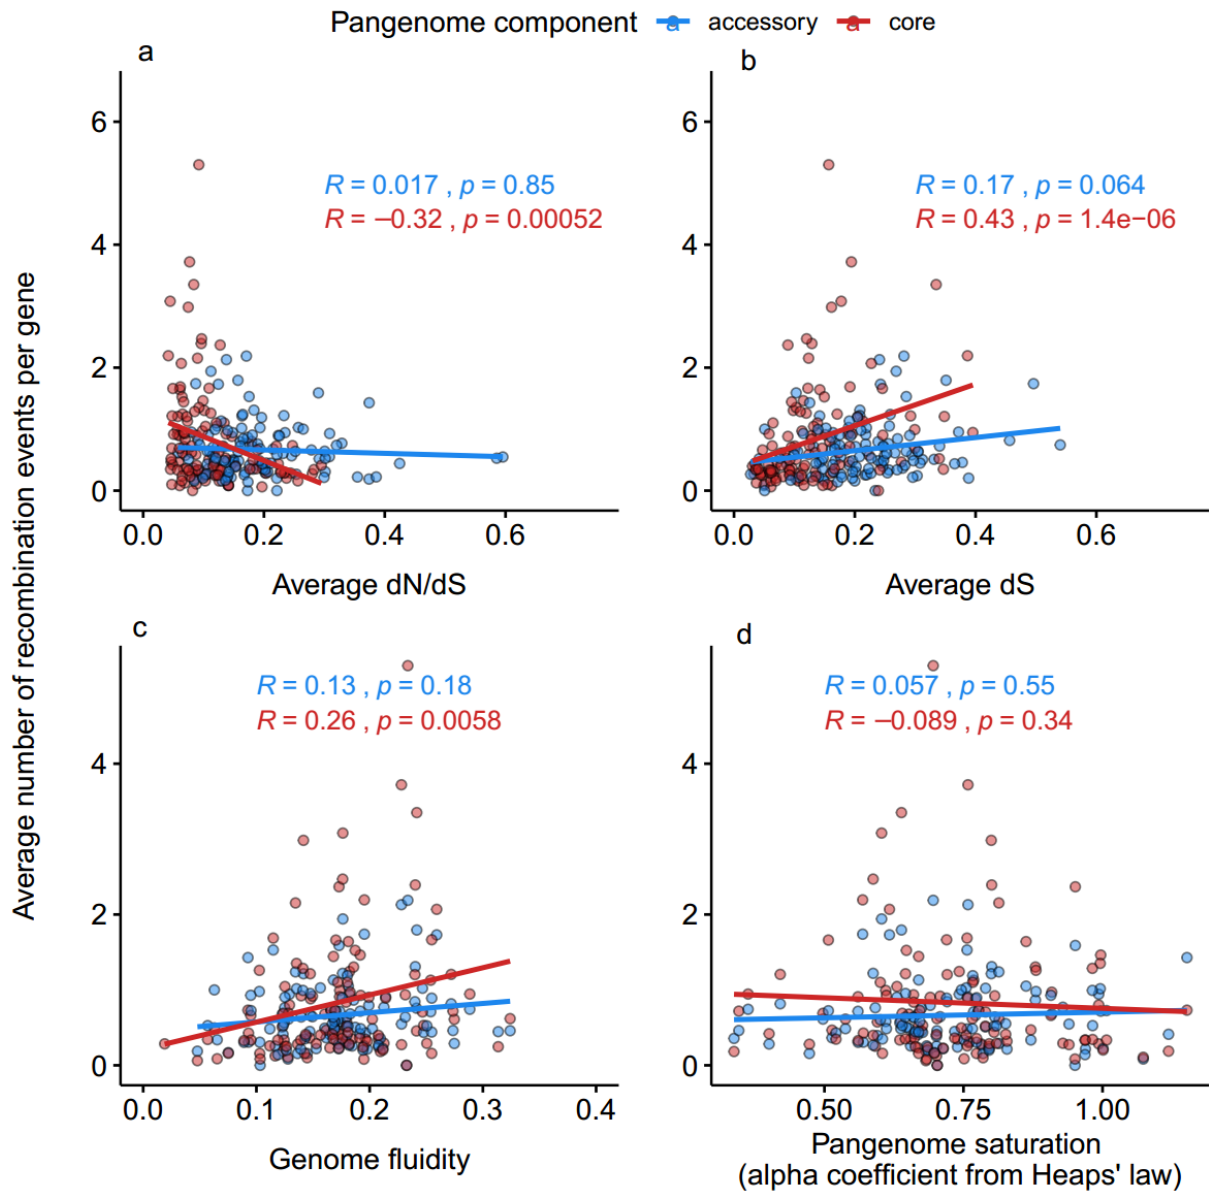 Pangenome component a accessory a core
a
6
4
2
0
R = 0.017 , p = 0.85
R = −0.32 , p = 0.00052
0.0 0.2 0.4 0.6
Average dN/dS
b
6
4
2
0
R = 0.17 , p = 0.064
R = 0.43 , p = 1.4e−06
0.0 0.2 0.4 0.6
Average dS
Average number of recombination events per gene
c
4
2
0
R = 0.13 , p = 0.18
R = 0.26 , p = 0.0058
0.0 0.1 0.2 0.3 0.4
Genome fluidity
d
4
2
0
R = 0.057 , p = 0.55
R = −0.089 , p = 0.34
0.50 0.75 1.00
Pangenome saturation
(alpha coefficient from Heaps' law)